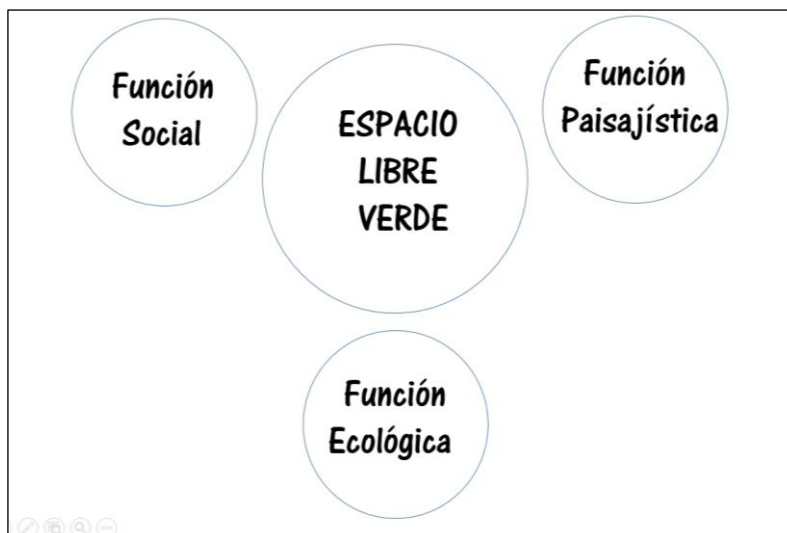 Función
Social
ESPACIO
LIBRE
VERDE
Función
Paisajística
Función
Ecológica